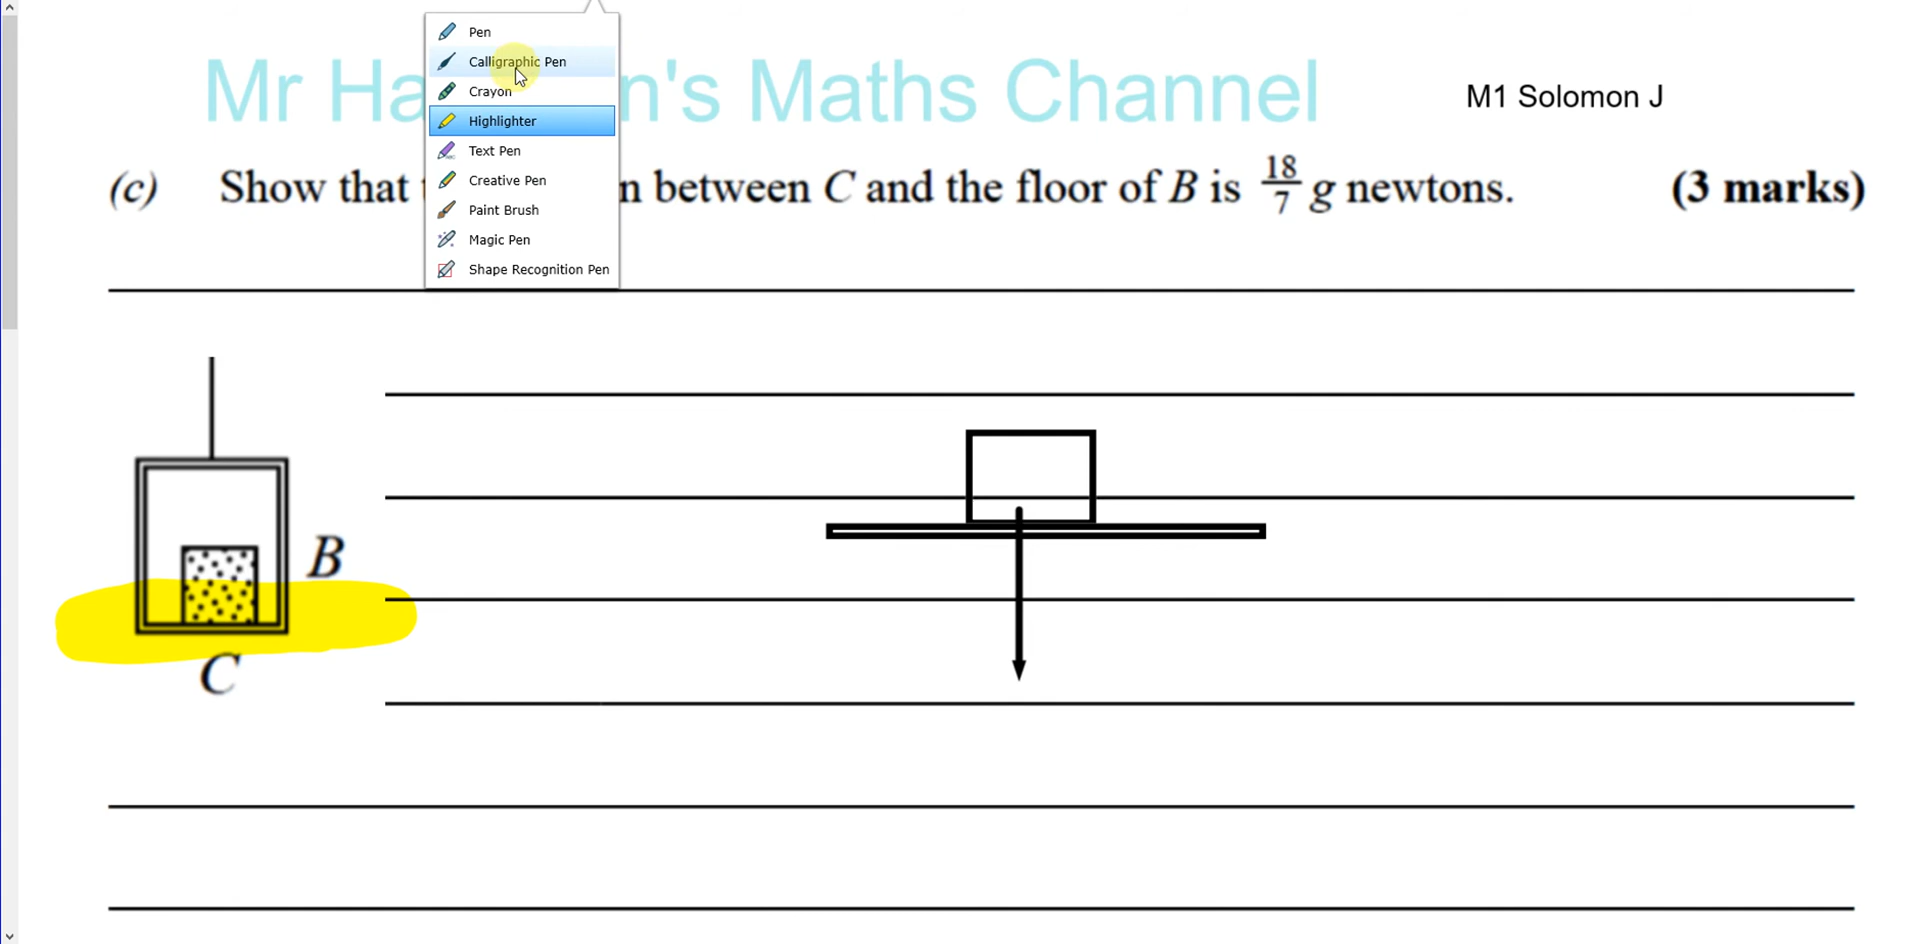 Pen
Calligraphic Pen
Crayon
Highlighter
Text Pen
Creative Pen
Paint Brush
Magic Pen
Shape Recognition Pen
Mr Ha n's Maths Channel
M1 Solomon J
(c) Show that n between C and the floor of B is 18/7 g newtons. (3 marks)
B
C